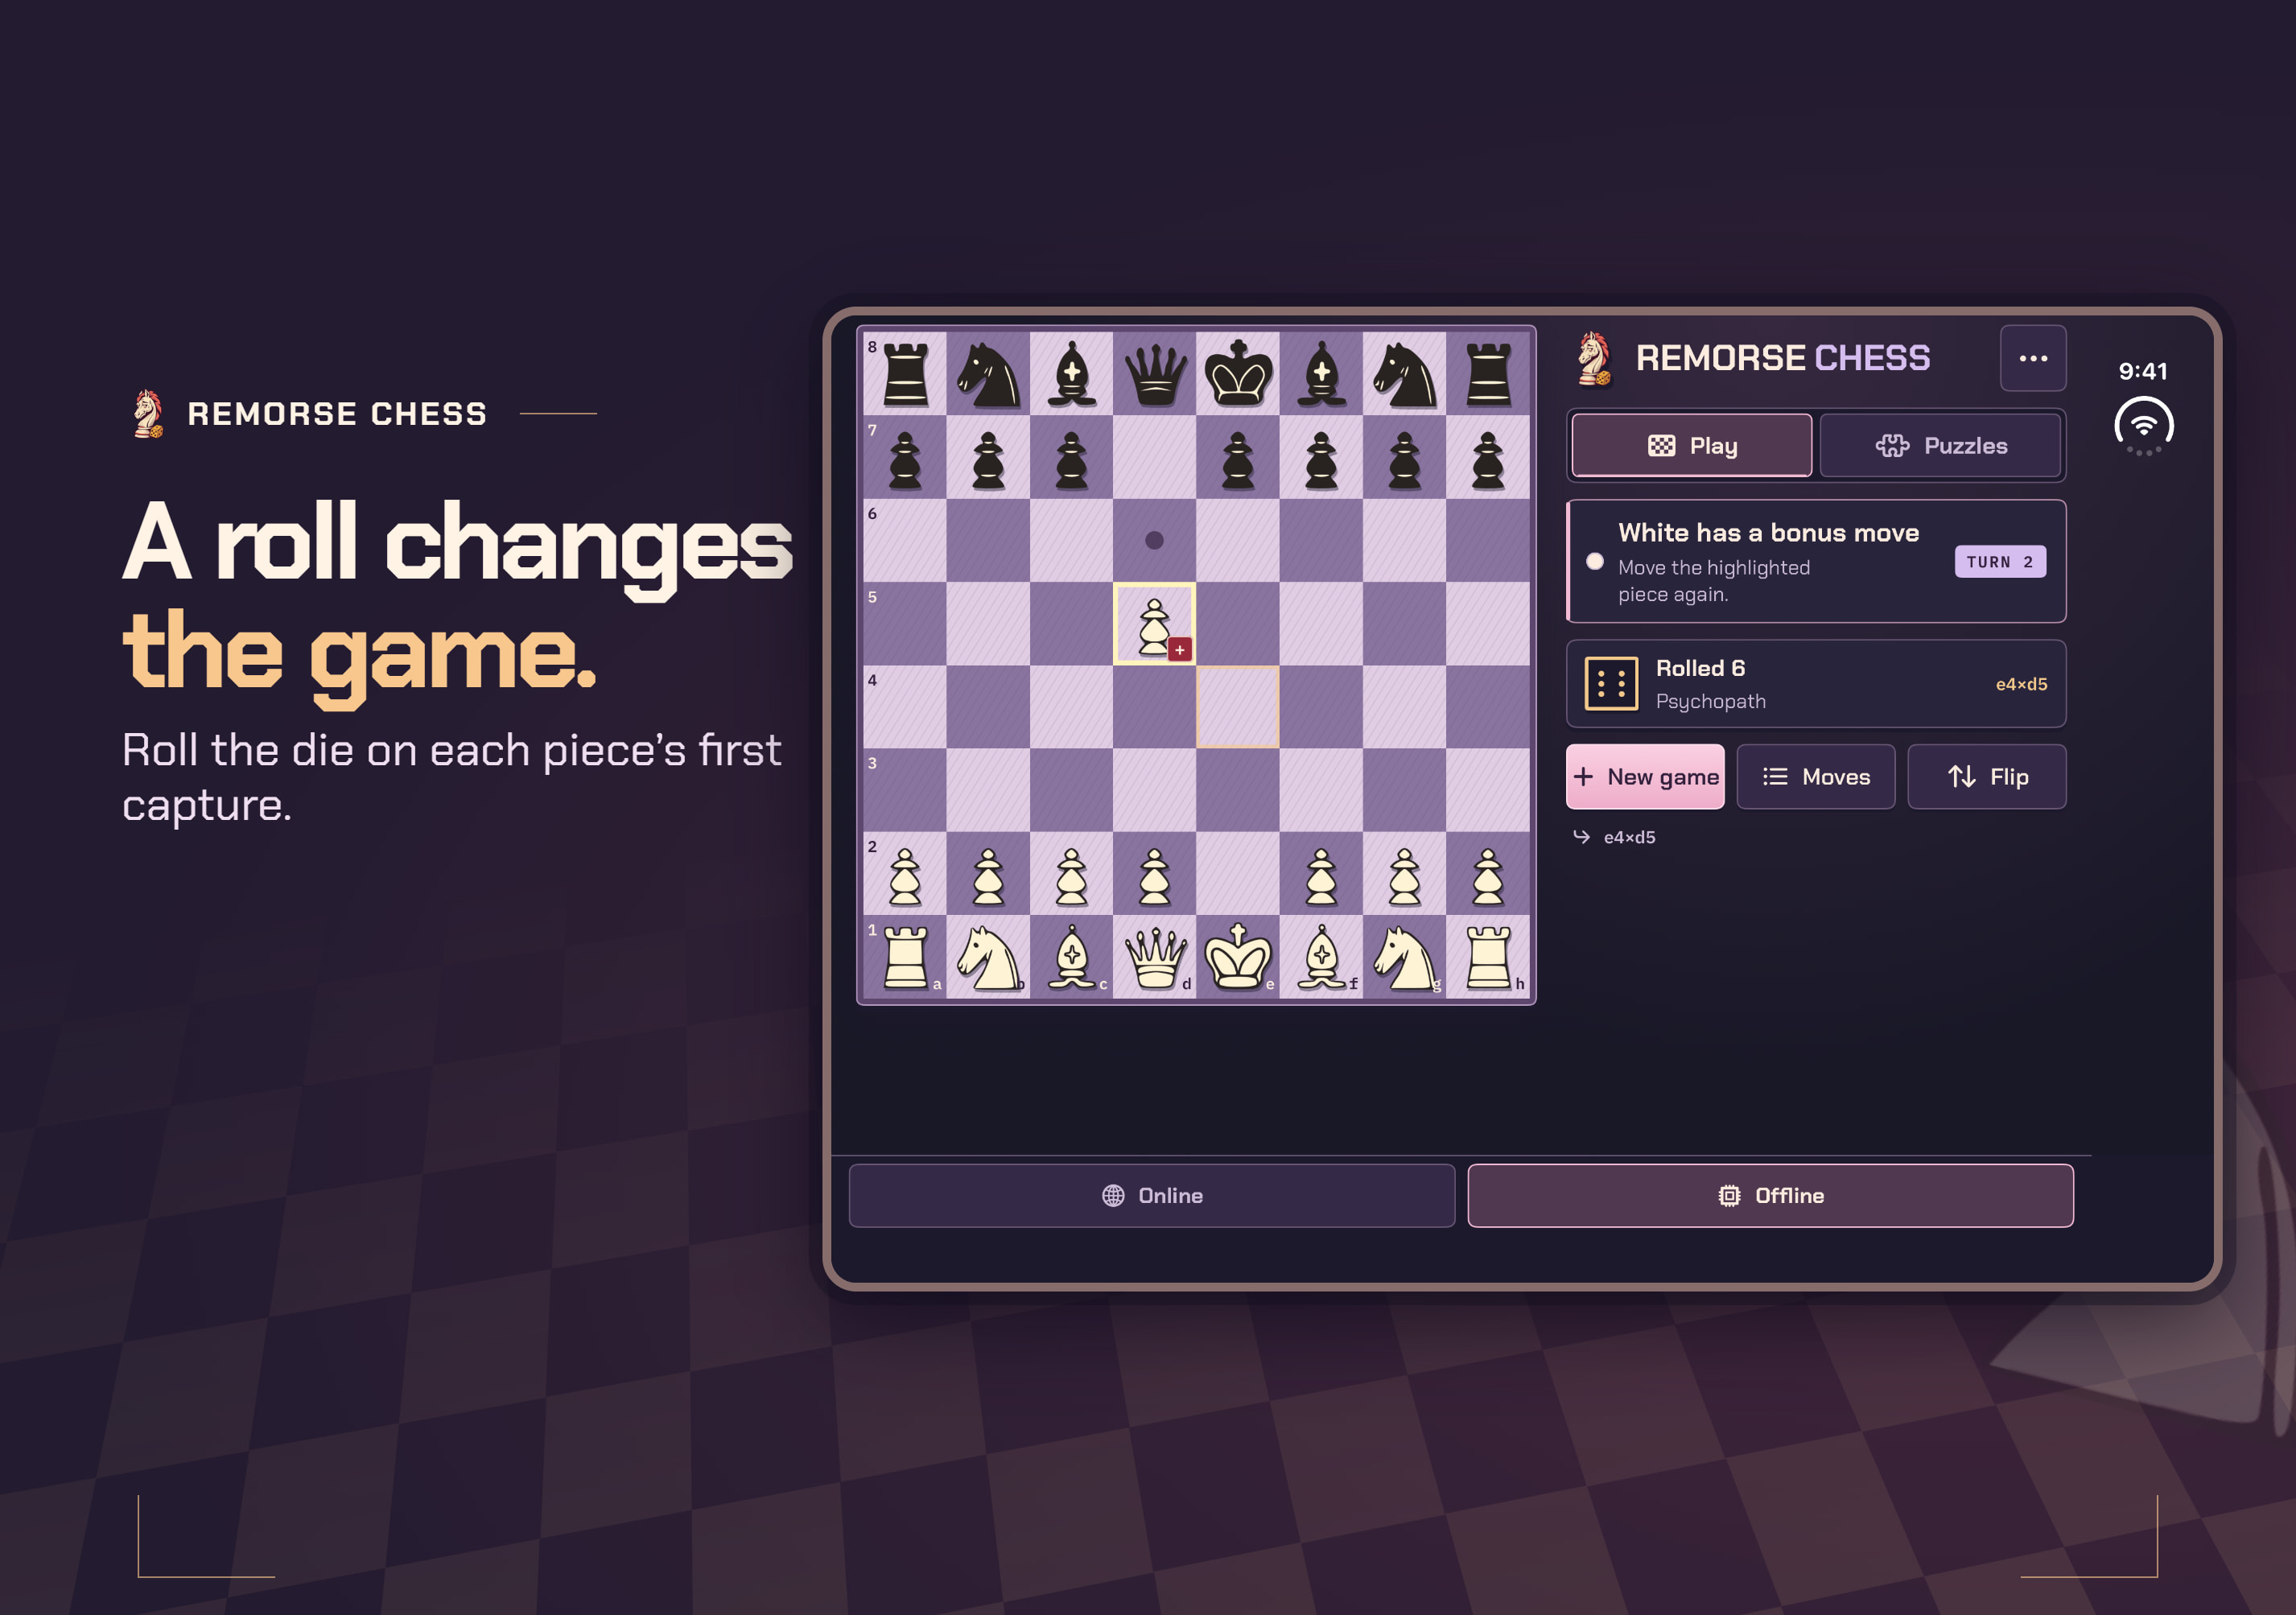 REMORSE CHESS
A roll changes
the game.
Roll the die on each piece's first
capture.
8
7
6
5
+
4
3
2
1
a
b
c
d
e
f
g
h
REMORSE CHESS
9:41
Play
Puzzles
White has a bonus move
Move the highlighted
piece again.
TURN 2
Rolled 6
Psychopath
e4×d5
+ New game
Moves
Flip
e4×d5
Online
Offline